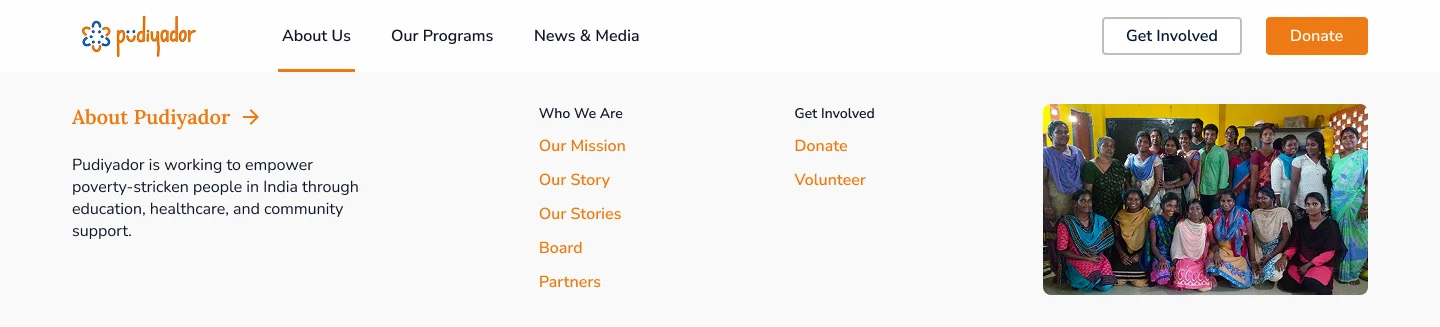 pudiyador
About Us
Our Programs
News & Media
Get Involved
Donate
About Pudiyador →
Pudiyador is working to empower
poverty-stricken people in India through
education, healthcare, and community
support.
Who We Are
Our Mission
Our Story
Our Stories
Board
Partners
Get Involved
Donate
Volunteer